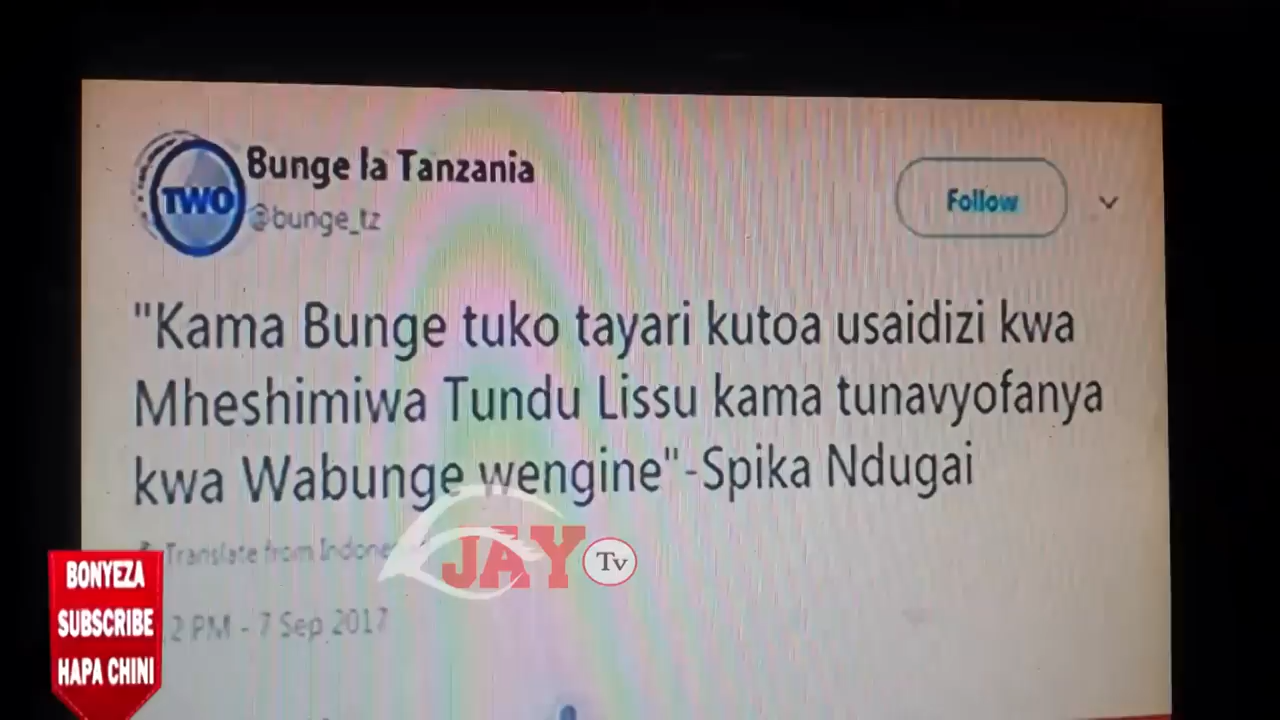 TWO
Bunge la Tanzania
@bunge_tz
Follow
"Kama Bunge tuko tayari kutoa usaidizi kwa
Mheshimiwa Tundu Lissu kama tunavyofanya
kwa Wabunge wengine"-Spika Ndugai
Translate from
JAY Tv
2 PM - 7 Sep 2017
BONYEZA
SUBSCRIBE
HAPA CHINI